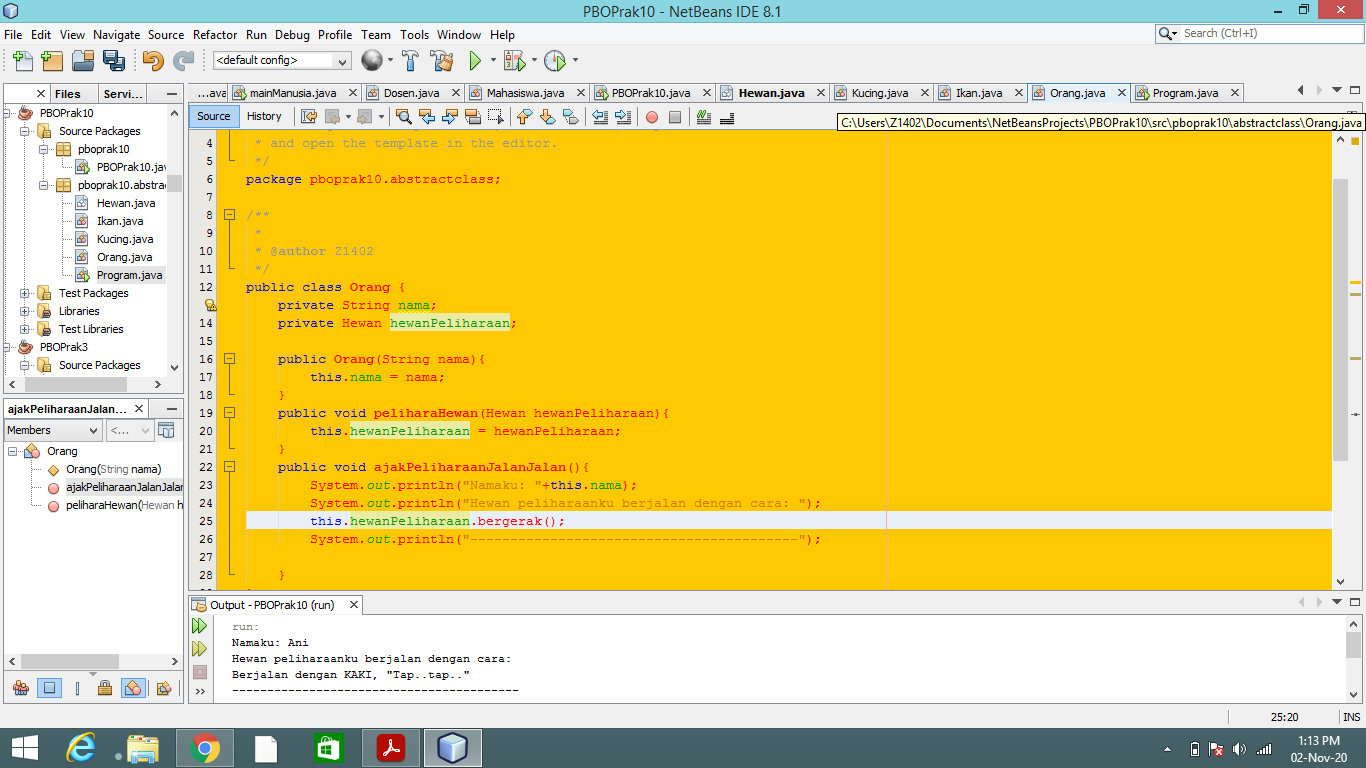 PBOPrak10 - NetBeans IDE 8.1
File Edit View Navigate Source Refactor Run Debug Profile Team Tools Window Help
Search (Ctrl+I)
<default config>
Files Servi...
...ava mainManusia.java Dosen.java Mahasiswa.java PBOPrak10.java Hewan.java Kucing.java Ikan.java Orang.java Program.java
Source History
C:\Users\Z1402\Documents\NetBeansProjects\PBOPrak10\src\pboprak10\abstractclass\Orang.java
PBOPrak10
Source Packages
pboprak10
PBOPrak10.jav
pboprak10.abstra
Hewan.java
Ikan.java
Kucing.java
Orang.java
Program.java
Test Packages
Libraries
Test Libraries
PBOPrak3
Source Packages
ajakPeliharaanJalan...
Members <...
Orang
Orang(String nama)
ajakPeliharaanJalanJalan
peliharaHewan(Hewan h
4 * and open the template in the editor.
5 */
6 package pboprak10.abstractclass;
7
8 /**
9 *
10 * @author Z1402
11 */
12 public class Orang {
private String nama;
14 private Hewan hewanPeliharaan;
15
16 public Orang(String nama){
17 this.nama = nama;
18 }
19 public void peliharaHewan(Hewan hewanPeliharaan){
20 this.hewanPeliharaan = hewanPeliharaan;
21 }
22 public void ajakPeliharaanJalanJalan(){
23 System.out.println("Namaku: "+this.nama);
24 System.out.println("Hewan peliharaanku berjalan dengan cara: ");
25 this.hewanPeliharaan.bergerak();
26 System.out.println("-----------------------------------------");
27
28 }
Output - PBOPrak10 (run)
run:
Namaku: Ani
Hewan peliharaanku berjalan dengan cara:
Berjalan dengan KAKI, "Tap..tap.."
-----------------------------------------
25:20 INS
1:13 PM
02-Nov-20